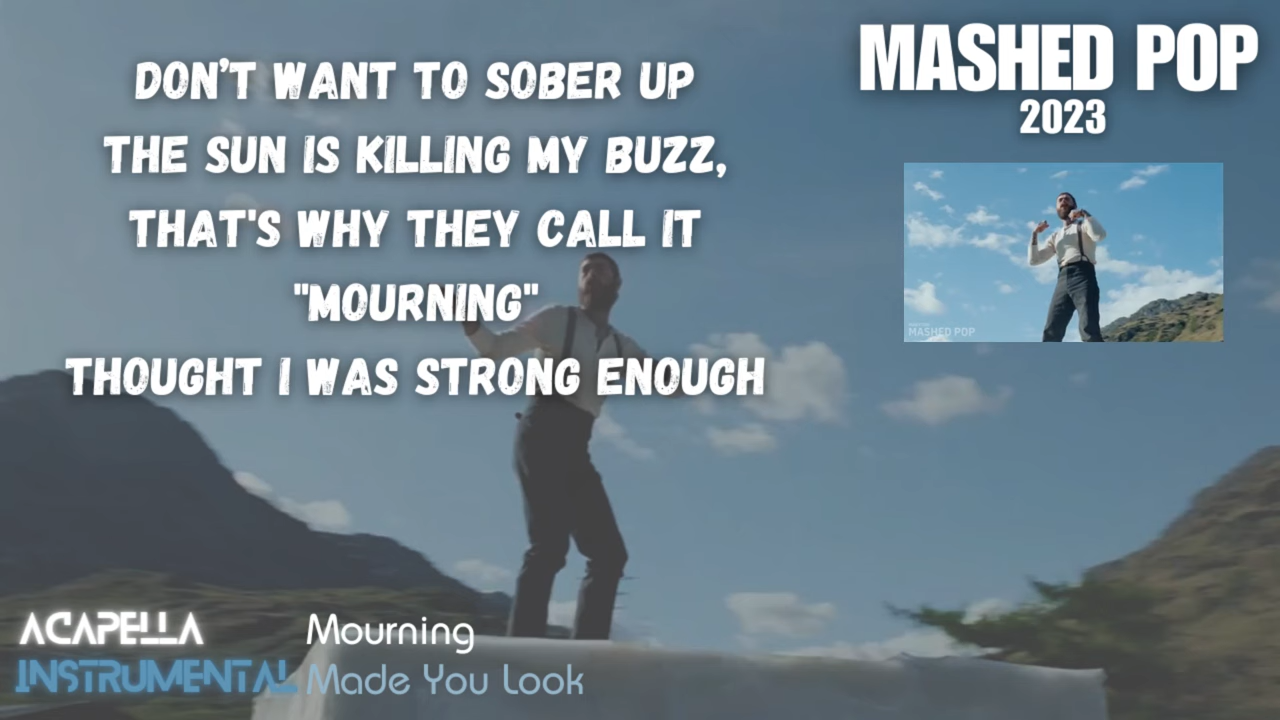 DON'T WANT TO SOBER UP
THE SUN IS KILLING MY BUZZ,
THAT'S WHY THEY CALL IT
"MOURNING"
THOUGHT I WAS STRONG ENOUGH
MASHED POP
2023
MASHED POP
ACAPELLA Mourning
INSTRUMENTAL Made You Look